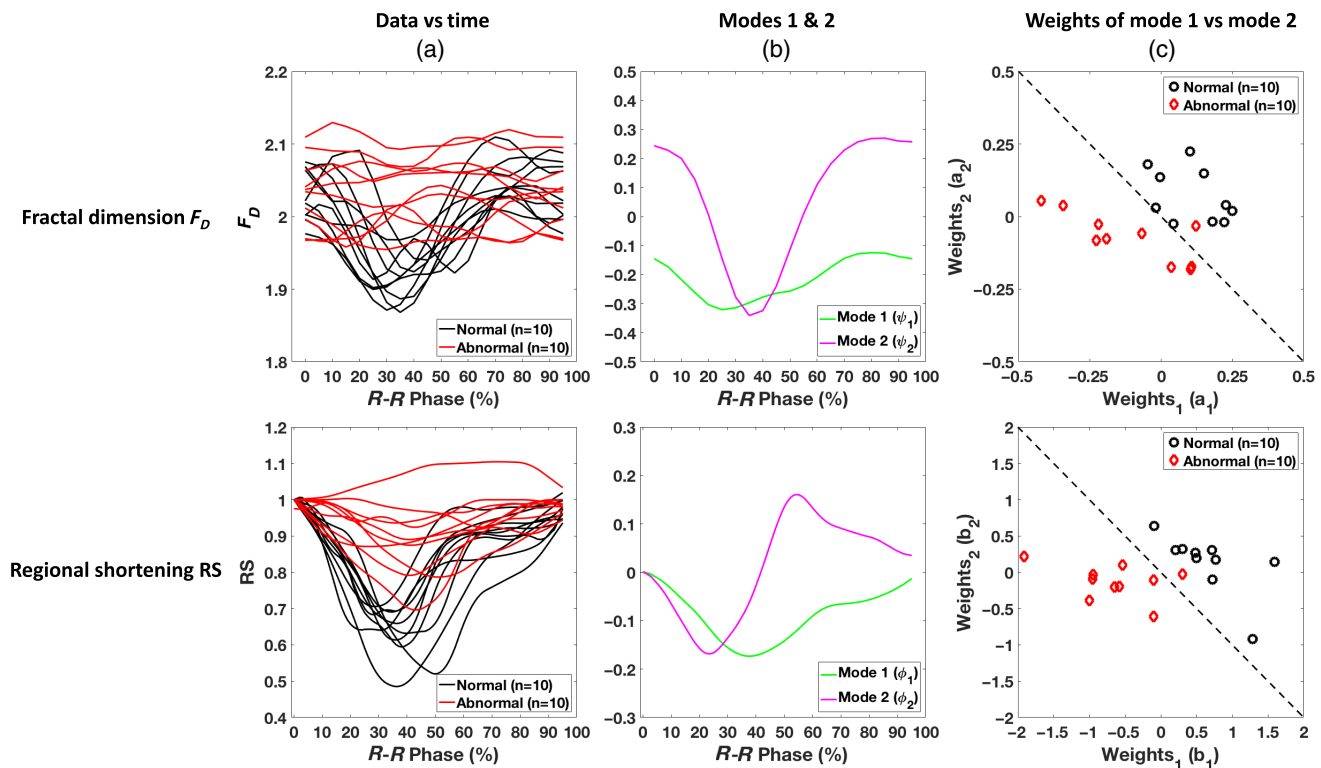 Data vs time
Modes 1 & 2
Weights of mode 1 vs mode 2
(a)
(b)
(c)
Fractal dimension F_D
F_D
2.2
2.1
2
1.9
1.8
Normal (n=10)
Abnormal (n=10)
0 10 20 30 40 50 60 70 80 90 100
R-R Phase (%)
0.5
0.4
0.3
0.2
0.1
0
−0.1
−0.2
−0.3
−0.4
−0.5
Mode 1 (ψ₁)
Mode 2 (ψ₂)
0 10 20 30 40 50 60 70 80 90 100
R-R Phase (%)
Weights₂ (a₂)
0.5
0.25
0
−0.25
−0.5
Normal (n=10)
Abnormal (n=10)
−0.5 −0.25 0 0.25 0.5
Weights₁ (a₁)
Regional shortening RS
RS
1.2
1.1
1
0.9
0.8
0.7
0.6
0.5
0.4
Normal (n=10)
Abnormal (n=10)
0 10 20 30 40 50 60 70 80 90 100
R-R Phase (%)
0.3
0.2
0.1
0
−0.1
−0.2
−0.3
Mode 1 (ϕ₁)
Mode 2 (ϕ₂)
0 10 20 30 40 50 60 70 80 90 100
R-R Phase (%)
Weights₂ (b₂)
2
1.5
1
0.5
0
−0.5
−1
−1.5
−2
Normal (n=10)
Abnormal (n=10)
−2 −1.5 −1 −0.5 0 0.5 1 1.5 2
Weights₁ (b₁)